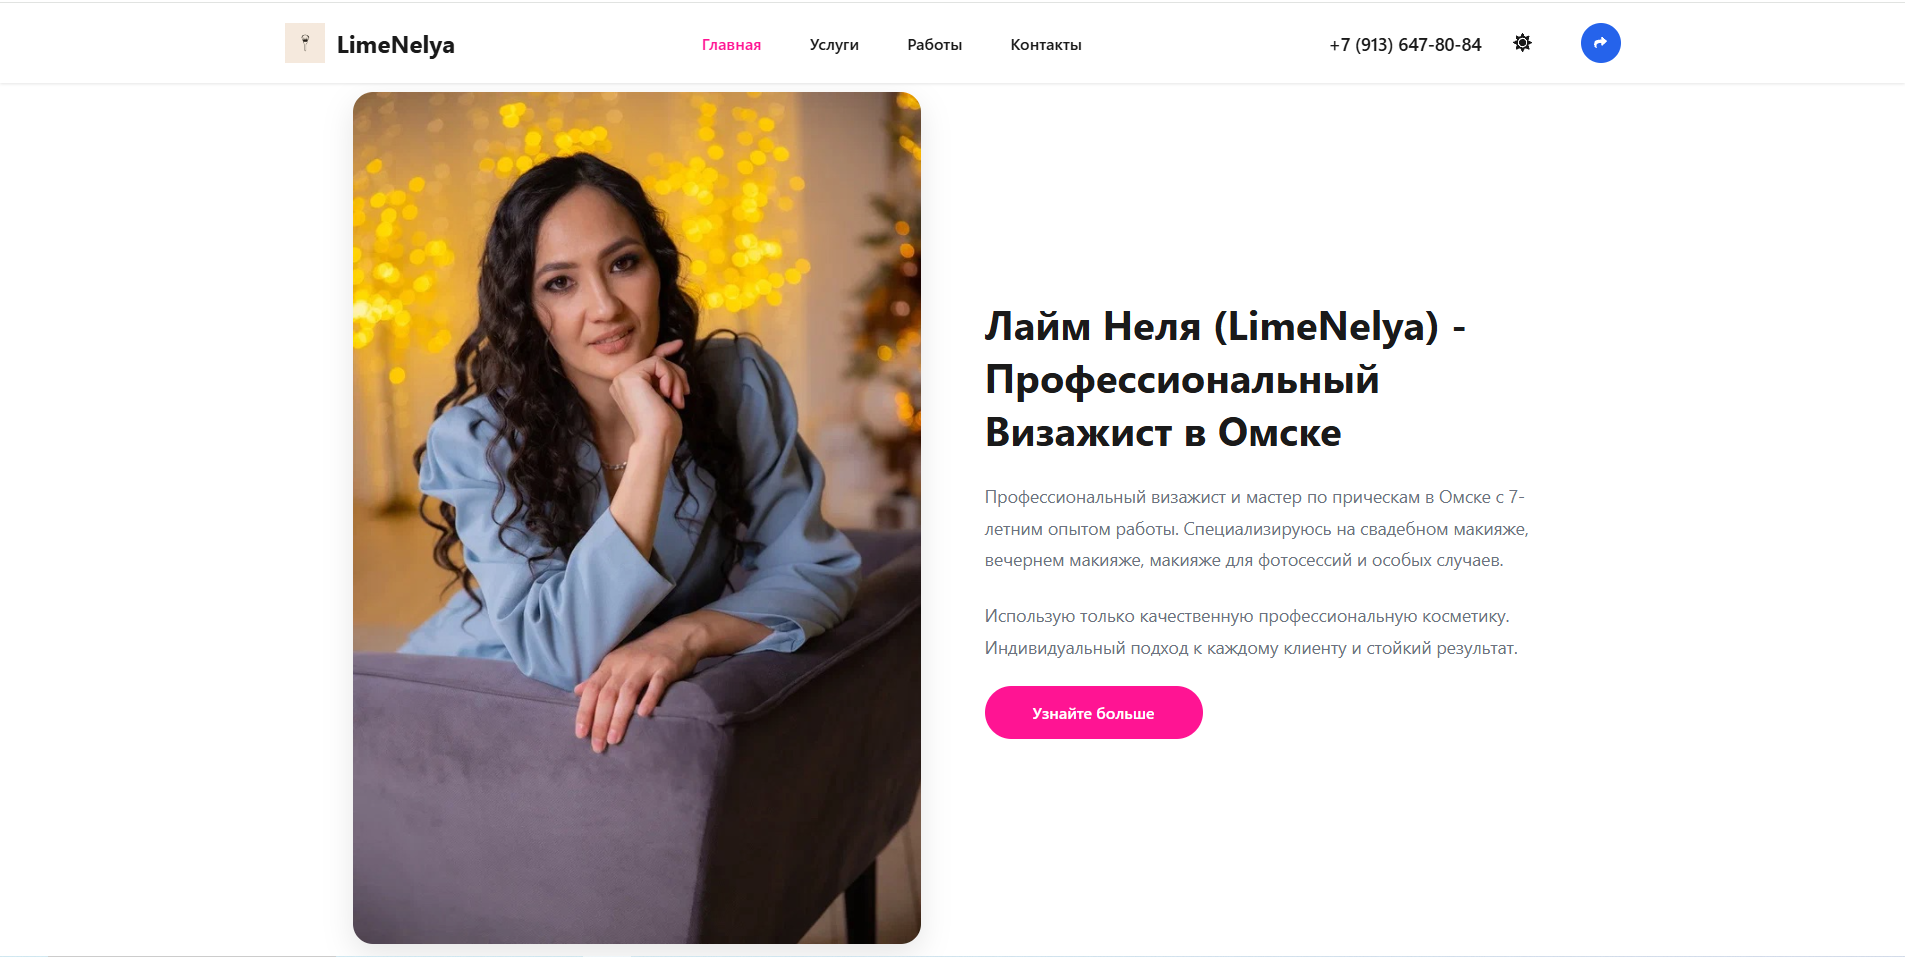 LimeNelya
Главная
Услуги
Работы
Контакты
+7 (913) 647-80-84
Лайм Неля (LimeNelya) -
Профессиональный
Визажист в Омске
Профессиональный визажист и мастер по прическам в Омске с 7-
летним опытом работы. Специализируюсь на свадебном макияже,
вечернем макияже, макияже для фотосессий и особых случаев.
Использую только качественную профессиональную косметику.
Индивидуальный подход к каждому клиенту и стойкий результат.
Узнайте больше